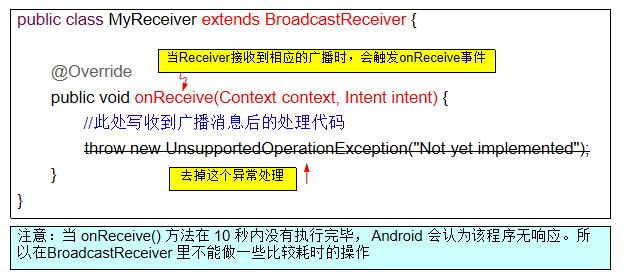 public class MyReceiver extends BroadcastReceiver {
当Receiver接收到相应的广播时，会触发onReceive事件
@Override
public void onReceive(Context context, Intent intent) {
//此处写收到广播消息后的处理代码
throw new UnsupportedOperationException("Not yet implemented");
}
去掉这个异常处理
}
注意：当 onReceive() 方法在 10 秒内没有执行完毕， Android 会认为该程序无响应。所
以在BroadcastReceiver 里不能做一些比较耗时的操作